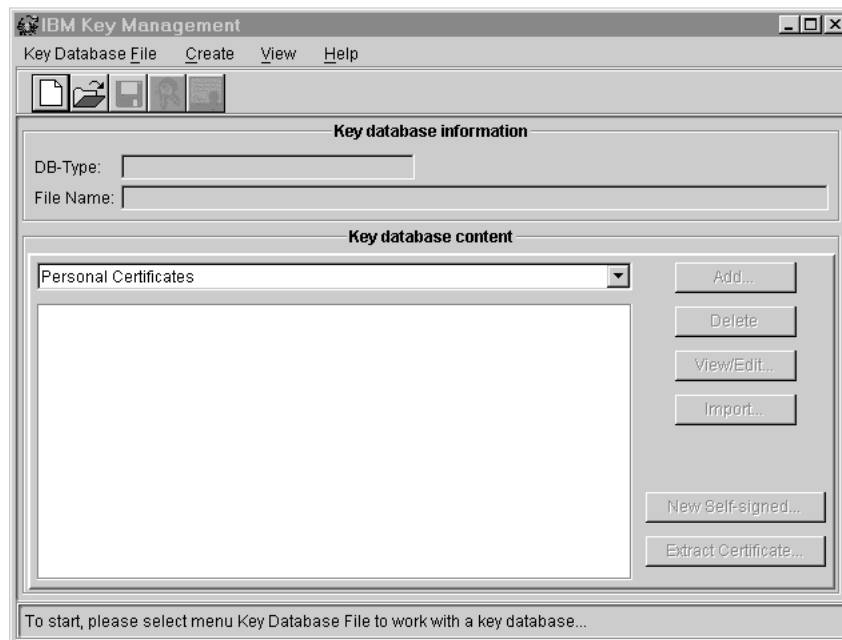 IBM Key Management
Key Database File Create View Help
Key database information
DB-Type:
File Name:
Key database content
Personal Certificates
Add...
Delete
View/Edit...
Import...
New Self-signed...
Extract Certificate...
To start, please select menu Key Database File to work with a key database...